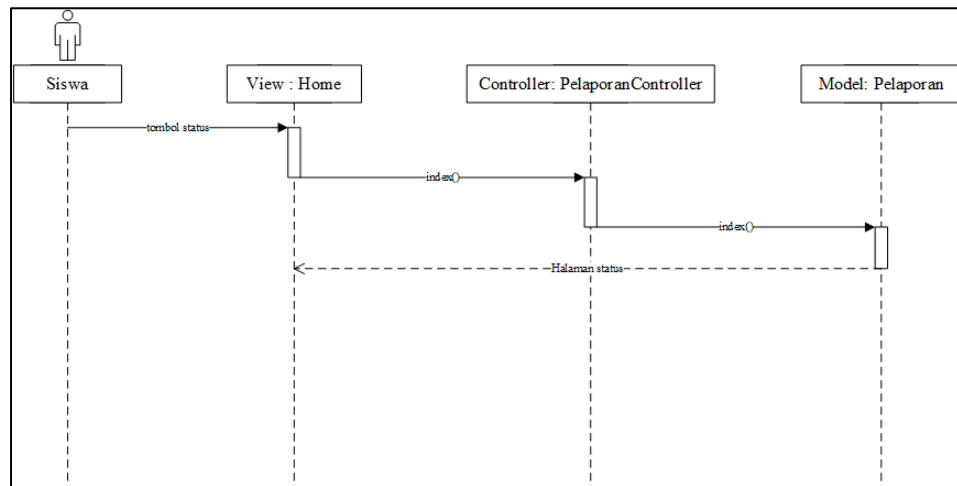 Siswa
View : Home
Controller: PelaporanController
Model: Pelaporan
tombol status
index()
index()
Halaman status